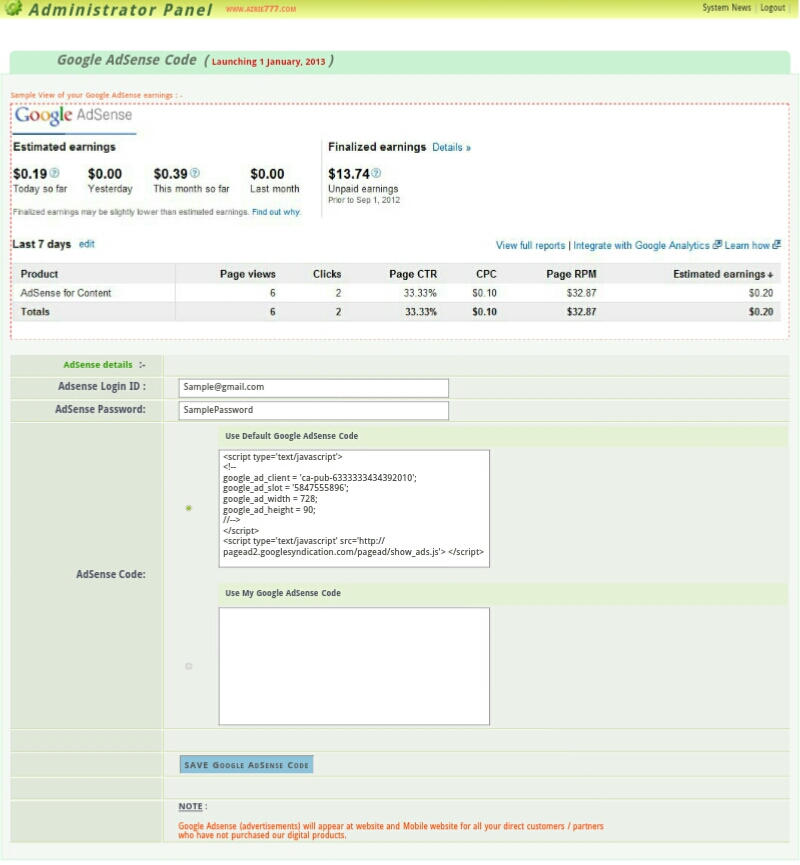 Administrator Panel WWW.AZRIE777.COM System News | Logout
Google AdSense Code ( Launching 1 January, 2013 )
Sample View of your Google AdSense earnings : -
Google AdSense
Estimated earnings Finalized earnings Details »
$0.19 ? $0.00 $0.39 ? $0.00 $13.74 ?
Today so far Yesterday This month so far Last month Unpaid earnings
Prior to Sep 1, 2012
Finalized earnings may be slightly lower than estimated earnings. Find out why.
Last 7 days edit View full reports | Integrate with Google Analytics Learn how
Product Page views Clicks Page CTR CPC Page RPM Estimated earnings
AdSense for Content 6 2 33.33% $0.10 $32.87 $0.20
Totals 6 2 33.33% $0.10 $32.87 $0.20
AdSense details :-
Adsense Login ID : Sample@gmail.com
AdSense Password: SamplePassword
AdSense Code:
Use Default Google AdSense Code
<script type='text/javascript'>
<!--
google_ad_client = 'ca-pub-6333333434392010';
google_ad_slot = '5847555896';
google_ad_width = 728;
google_ad_height = 90;
//-->
</script>
<script type='text/javascript' src='http://
pagead2.googlesyndication.com/pagead/show_ads.js'> </script>
Use My Google AdSense Code
SAVE GOOGLE ADSENSE CODE
NOTE :
Google Adsense (advertisements) will appear at website and Mobile website for all your direct customers / partners
who have not purchased our digital products.